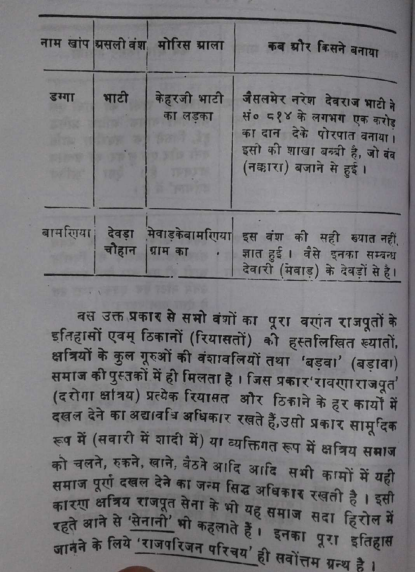 नाम खांप असली वंश मोरिस आला कब और किसने बनाया
डग्गा भाटी केहरजी भाटी जैसलमेर नरेश देवराज भाटी ने
का लड़का सं० ८१४ के लगभग एक करोड़
का दान देके पोरपात बनाया।
इसी की शाखा बब्बी है, जो बंब
(नक्कारा) बजाने से हुई।
बामणिया देवड़ा मेवाड़केबामणिया इस वंश की सही ख्यात नहीं,
चौहान ग्राम का ज्ञात हुई। वैसे इनका सम्बन्ध
देवारी (मेवाड़) के देवड़ों से है।
बस उक्त प्रकार से सभी वंशों का पूरा वर्णन राजपूतों के
इतिहासों एवम् ठिकानों (रियासतों) की हस्तलिखित ख्यातों,
क्षत्रियों के कुल गुरुओं की वंशावलियों तथा 'बड़वा' (बड़ावा)
समाज की पुस्तकों में ही मिलता है। जिस प्रकार 'रावणा राजपूत'
(दरोगा क्षत्रिय) प्रत्येक रियासत और ठिकाने के हर कार्यों में
दखल देने का अद्यावधि अधिकार रखते हैं, उसी प्रकार सामूदिक
रूप में (सवारी में शादी में) या व्यक्तिगत रूप में क्षत्रिय समाज
को चलने, रुकने, खाने, बैठने आदि आदि सभी कामों में यही
समाज पूर्ण दखल देने का जन्म सिद्ध अधिकार रखती है। इसी
कारण क्षत्रिय राजपूत सेना के भी यह समाज सदा हिरोल में
रहते आने से 'सेनानी' भी कहलाते हैं। इनका पूरा इतिहास
जानने के लिये 'राजपरिजन परिचय' ही सर्वोत्तम ग्रन्थ है।